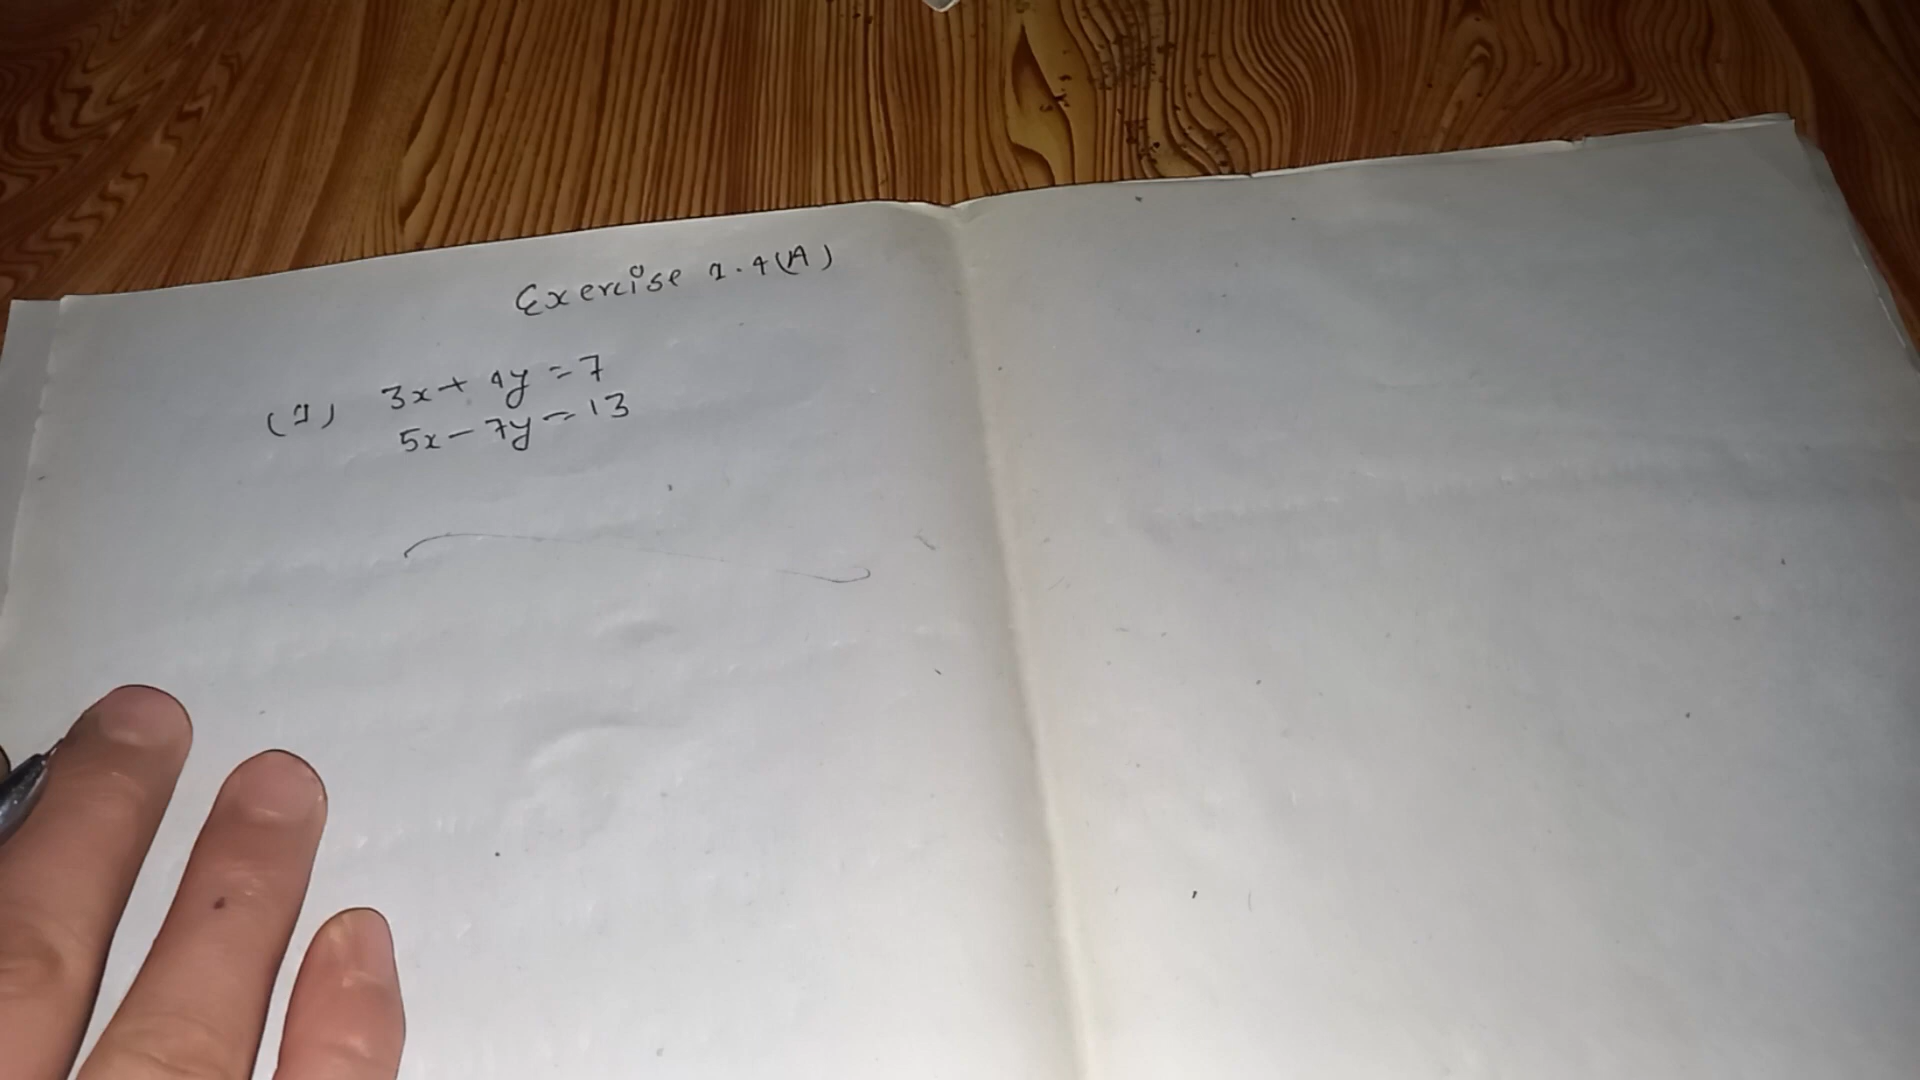 Exercise 1.4(A)
(1) 3x + 4y = 7
5x - 7y = 13